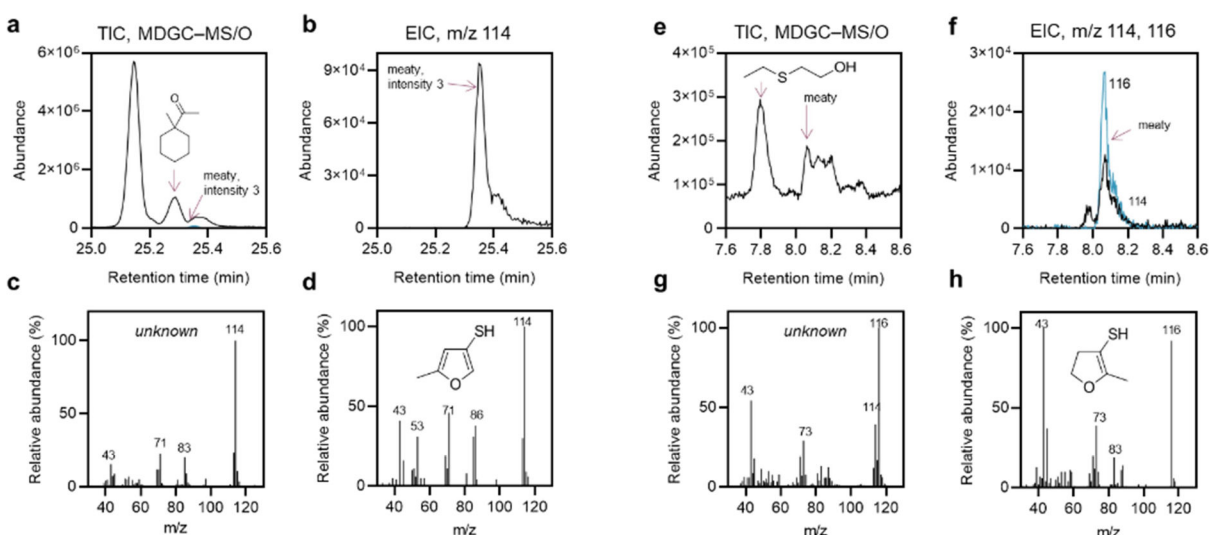 a
TIC, MDGC–MS/O
6×10⁶
4×10⁶
2×10⁶
0
Abundance
O
meaty,
intensity 3
25.0 25.2 25.4 25.6
Retention time (min)
b
EIC, m/z 114
9×10⁴
6×10⁴
3×10⁴
0
Abundance
meaty,
intensity 3
25.0 25.2 25.4 25.6
Retention time (min)
e
TIC, MDGC–MS/O
4×10⁵
3×10⁵
2×10⁵
1×10⁵
0
Abundance
S
OH
meaty
7.6 7.8 8.0 8.2 8.4 8.6
Retention time (min)
f
EIC, m/z 114, 116
3×10⁴
2×10⁴
1×10⁴
0
Abundance
116
meaty
114
7.6 7.8 8.0 8.2 8.4 8.6
Retention time (min)
c
unknown
114
100
50
0
Relative abundance (%)
43
71
83
40 60 80 100 120
m/z
d
SH
114
100
50
0
Relative abundance (%)
O
43
53
71
86
40 60 80 100 120
m/z
g
unknown
116
100
50
0
Relative abundance (%)
43
73
114
40 60 80 100 120
m/z
h
43
SH
116
100
50
0
Relative abundance (%)
O
73
83
40 60 80 100 120
m/z